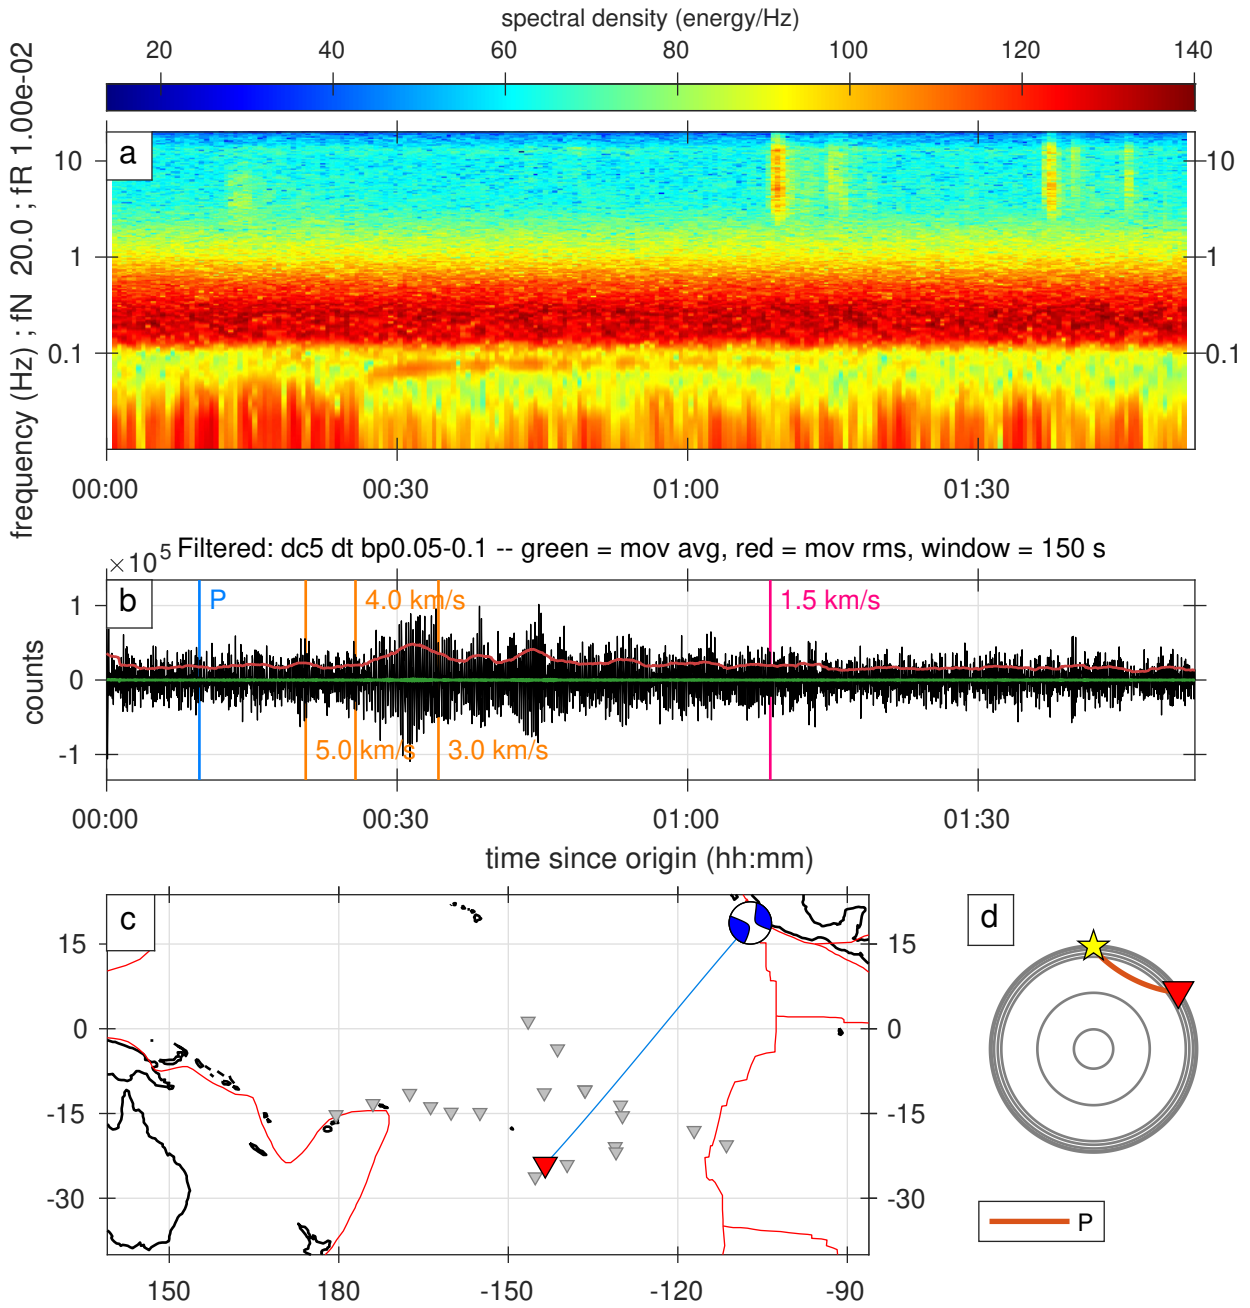 spectral density (energy/Hz)
20 40 60 80 100 120 140
frequency (Hz) ; fN 20.0 ; fR 1.00e-02
a
10 10
1 1
0.1 0.1
00:00 00:30 01:00 01:30
×10^5 Filtered: dc5 dt bp0.05-0.1 -- green = mov avg, red = mov rms, window = 150 s
b
P 4.0 km/s 1.5 km/s
counts
1
0
-1
5.0 km/s 3.0 km/s
00:00 00:30 01:00 01:30
time since origin (hh:mm)
c
15 15
0 0
-15 -15
-30 -30
150 180 -150 -120 -90
d
P